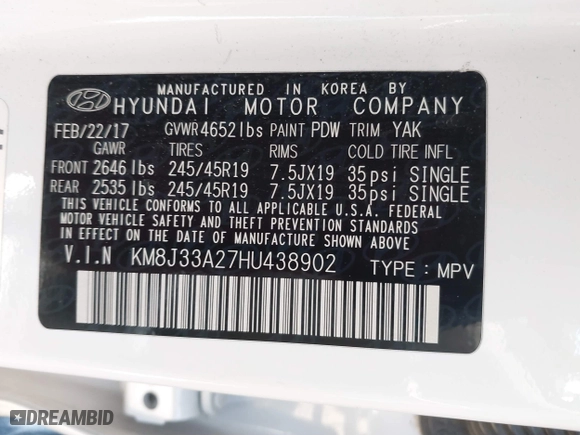 MANUFACTURED IN KOREA BY
HYUNDAI MOTOR COMPANY
FEB/22/17 GVWR 4652 lbs PAINT PDW TRIM YAK
GAWR TIRES RIMS COLD TIRE INFL
FRONT 2646 lbs 245/45R19 7.5JX19 35psi SINGLE
REAR 2535 lbs 245/45R19 7.5JX19 35psi SINGLE
THIS VEHICLE CONFORMS TO ALL APPLICABLE U.S.A. FEDERAL
MOTOR VEHICLE SAFETY AND THEFT PREVENTION
STANDARDS IN EFFECT ON THE DATE OF MANUFACTURE
SHOWN ABOVE.
V.I.N KM8J33A27HU438902 TYPE : MPV
DREAMBID